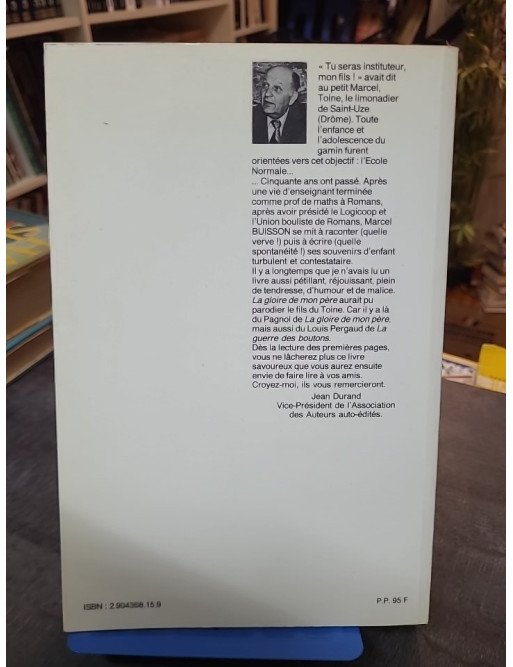 « Tu seras instituteur,
mon fils ! » avait dit
au petit Marcel,
Toine, le limonadier
de Saint-Uze
(Drôme). Toute
l'enfance et
l'adolescence du
gamin furent
orientées vers cet objectif : l'Ecole
Normale...
... Cinquante ans ont passé. Après
une vie d'enseignant terminée
comme prof de maths à Romans,
après avoir présidé le Logicoop et
l'Union bouliste de Romans, Marcel
BUISSON se mit à raconter (quelle
verve !) puis à écrire (quelle
spontanéité !) ses souvenirs d'enfant
turbulent et contestataire.
Il y a longtemps que je n'avais lu un
livre aussi pétillant, réjouissant, plein
de tendresse, d'humour et de malice.
La gloire de mon père aurait pu
parodier le fils du Toine. Car il y a là
du Pagnol de La gloire de mon père,
mais aussi du Louis Pergaud de La
guerre des boutons.
Dès la lecture des premières pages,
vous ne lâcherez plus ce livre
savoureux que vous aurez ensuite
envie de faire lire à vos amis.
Croyez-moi, ils vous remercieront.
Jean Durand
Vice-Président de l'Association
des Auteurs auto-édités.
ISBN : 2.904368.15.9
P.P. 95 F